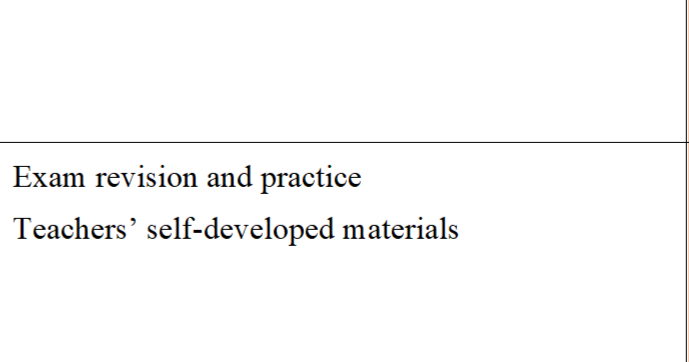 Exam revision and practice
Teachers’ self-developed materials